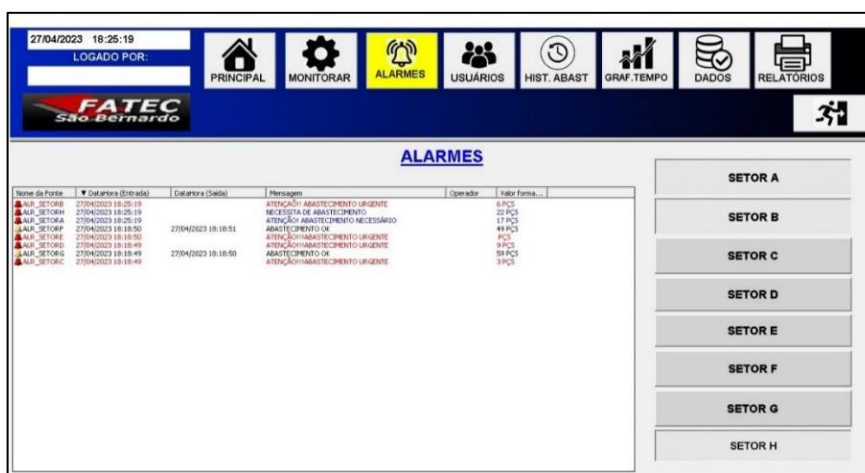 27/04/2023 18:25:19
LOGADO POR:
PRINCIPAL
MONITORAR
ALARMES
USUÁRIOS
HIST. ABAST
GRAF.TEMPO
DADOS
RELATÓRIOS
FATEC
São Bernardo
ALARMES
Nome da Fonte ▼ DataHora (Entrada) DataHora (Saída) Mensagem Operador Valor forma...
ALR_SETORB 27/04/2023 18:25:19 ATENÇAO!! ABASTECIMENTO URGENTE 6 PÇS
ALR_SETORH 27/04/2023 18:25:19 NECESSITA DE ABASTECIMENTO 22 PÇS
ALR_SETORA 27/04/2023 18:25:19 ATENÇÃO! ABASTECIMENTO NECESSÁRIO 17 PÇS
ALR_SETORF 27/04/2023 18:18:50 27/04/2023 18:18:51 ABASTECIMENTO OK 49 PÇS
ALR_SETORE 27/04/2023 18:18:50 ATENÇÃO!!!ABASTECIMENTO URGENTE PÇS
ALR_SETORD 27/04/2023 18:18:49 ATENÇÃO!!!ABASTECIMENTO URGENTE 9 PÇS
ALR_SETORG 27/04/2023 18:18:49 27/04/2023 18:18:50 ABASTECIMENTO OK 59 PÇS
ALR_SETORC 27/04/2023 18:18:49 ATENÇÃO!!!ABASTECIMENTO URGENTE 3 PÇS
SETOR A
SETOR B
SETOR C
SETOR D
SETOR E
SETOR F
SETOR G
SETOR H